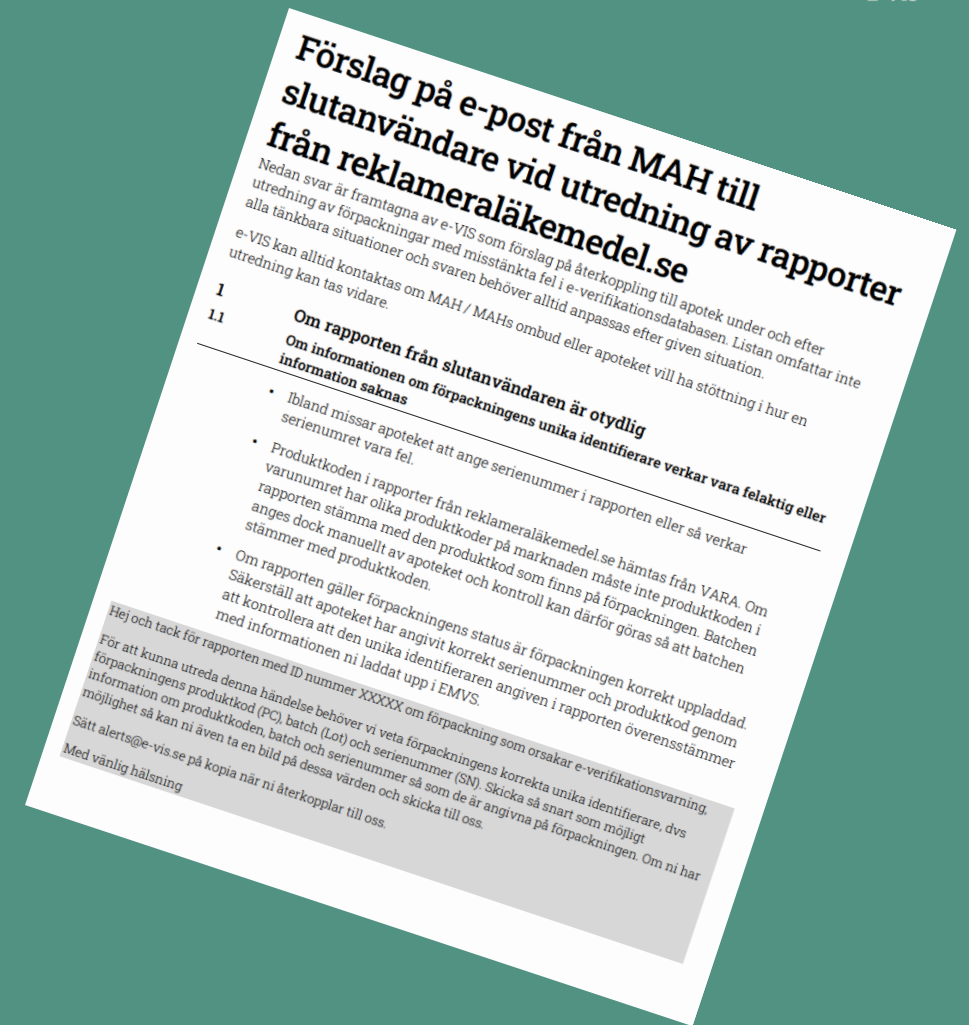 Förslag på e-post från MAH till
slutanvändare vid utredning av rapporter
från reklameraläkemedel.se
Nedan svar är framtagna av e-VIS som förslag på återkoppling till apotek under och efter
utredning av förpackningar med misstänkta fel i e-verifikationsdatabasen. Listan omfattar inte
alla tänkbara situationer och svaren behöver alltid anpassas efter given situation.
e-VIS kan alltid kontaktas om MAH / MAHs ombud eller apoteket vill ha stöttning i hur en
utredning kan tas vidare.
1 Om rapporten från slutanvändaren är otydlig
1.1 Om informationen om förpackningens unika identifierare verkar vara felaktig eller
information saknas
• Ibland missar apoteket att ange serienummer i rapporten eller så verkar
serienumret vara fel.
• Produktkoden i rapporter från reklameraläkemedel.se hämtas från VARA. Om
varunumret har olika produktkoder på marknaden måste inte produktkoden i
rapporten stämma med den produktkod som finns på förpackningen. Batchen
anges dock manuellt av apoteket och kontroll kan därför göras så att batchen
stämmer med produktkoden.
• Om rapporten gäller förpackningens status är förpackningen korrekt uppladdad.
Säkerställ att apoteket har angivit korrekt serienummer och produktkod genom
att kontrollera att den unika identifieraren angiven i rapporten överensstämmer
med informationen ni laddat upp i EMVS.
Hej och tack för rapporten med ID nummer XXXXX om förpackning som orsakar e-verifikationsvarning,
För att kunna utreda denna händelse behöver vi veta förpackningens korrekta unika identifierare, dvs
förpackningens produktkod (PC), batch (Lot) och serienummer (SN). Skicka så snart som möjligt
information om produktkoden, batch och serienummer så som de är angivna på förpackningen. Om ni har
möjlighet så kan ni även ta en bild på dessa värden och skicka till oss.
Sätt alerts@e-vis.se på kopia när ni återkopplar till oss.
Med vänlig hälsning